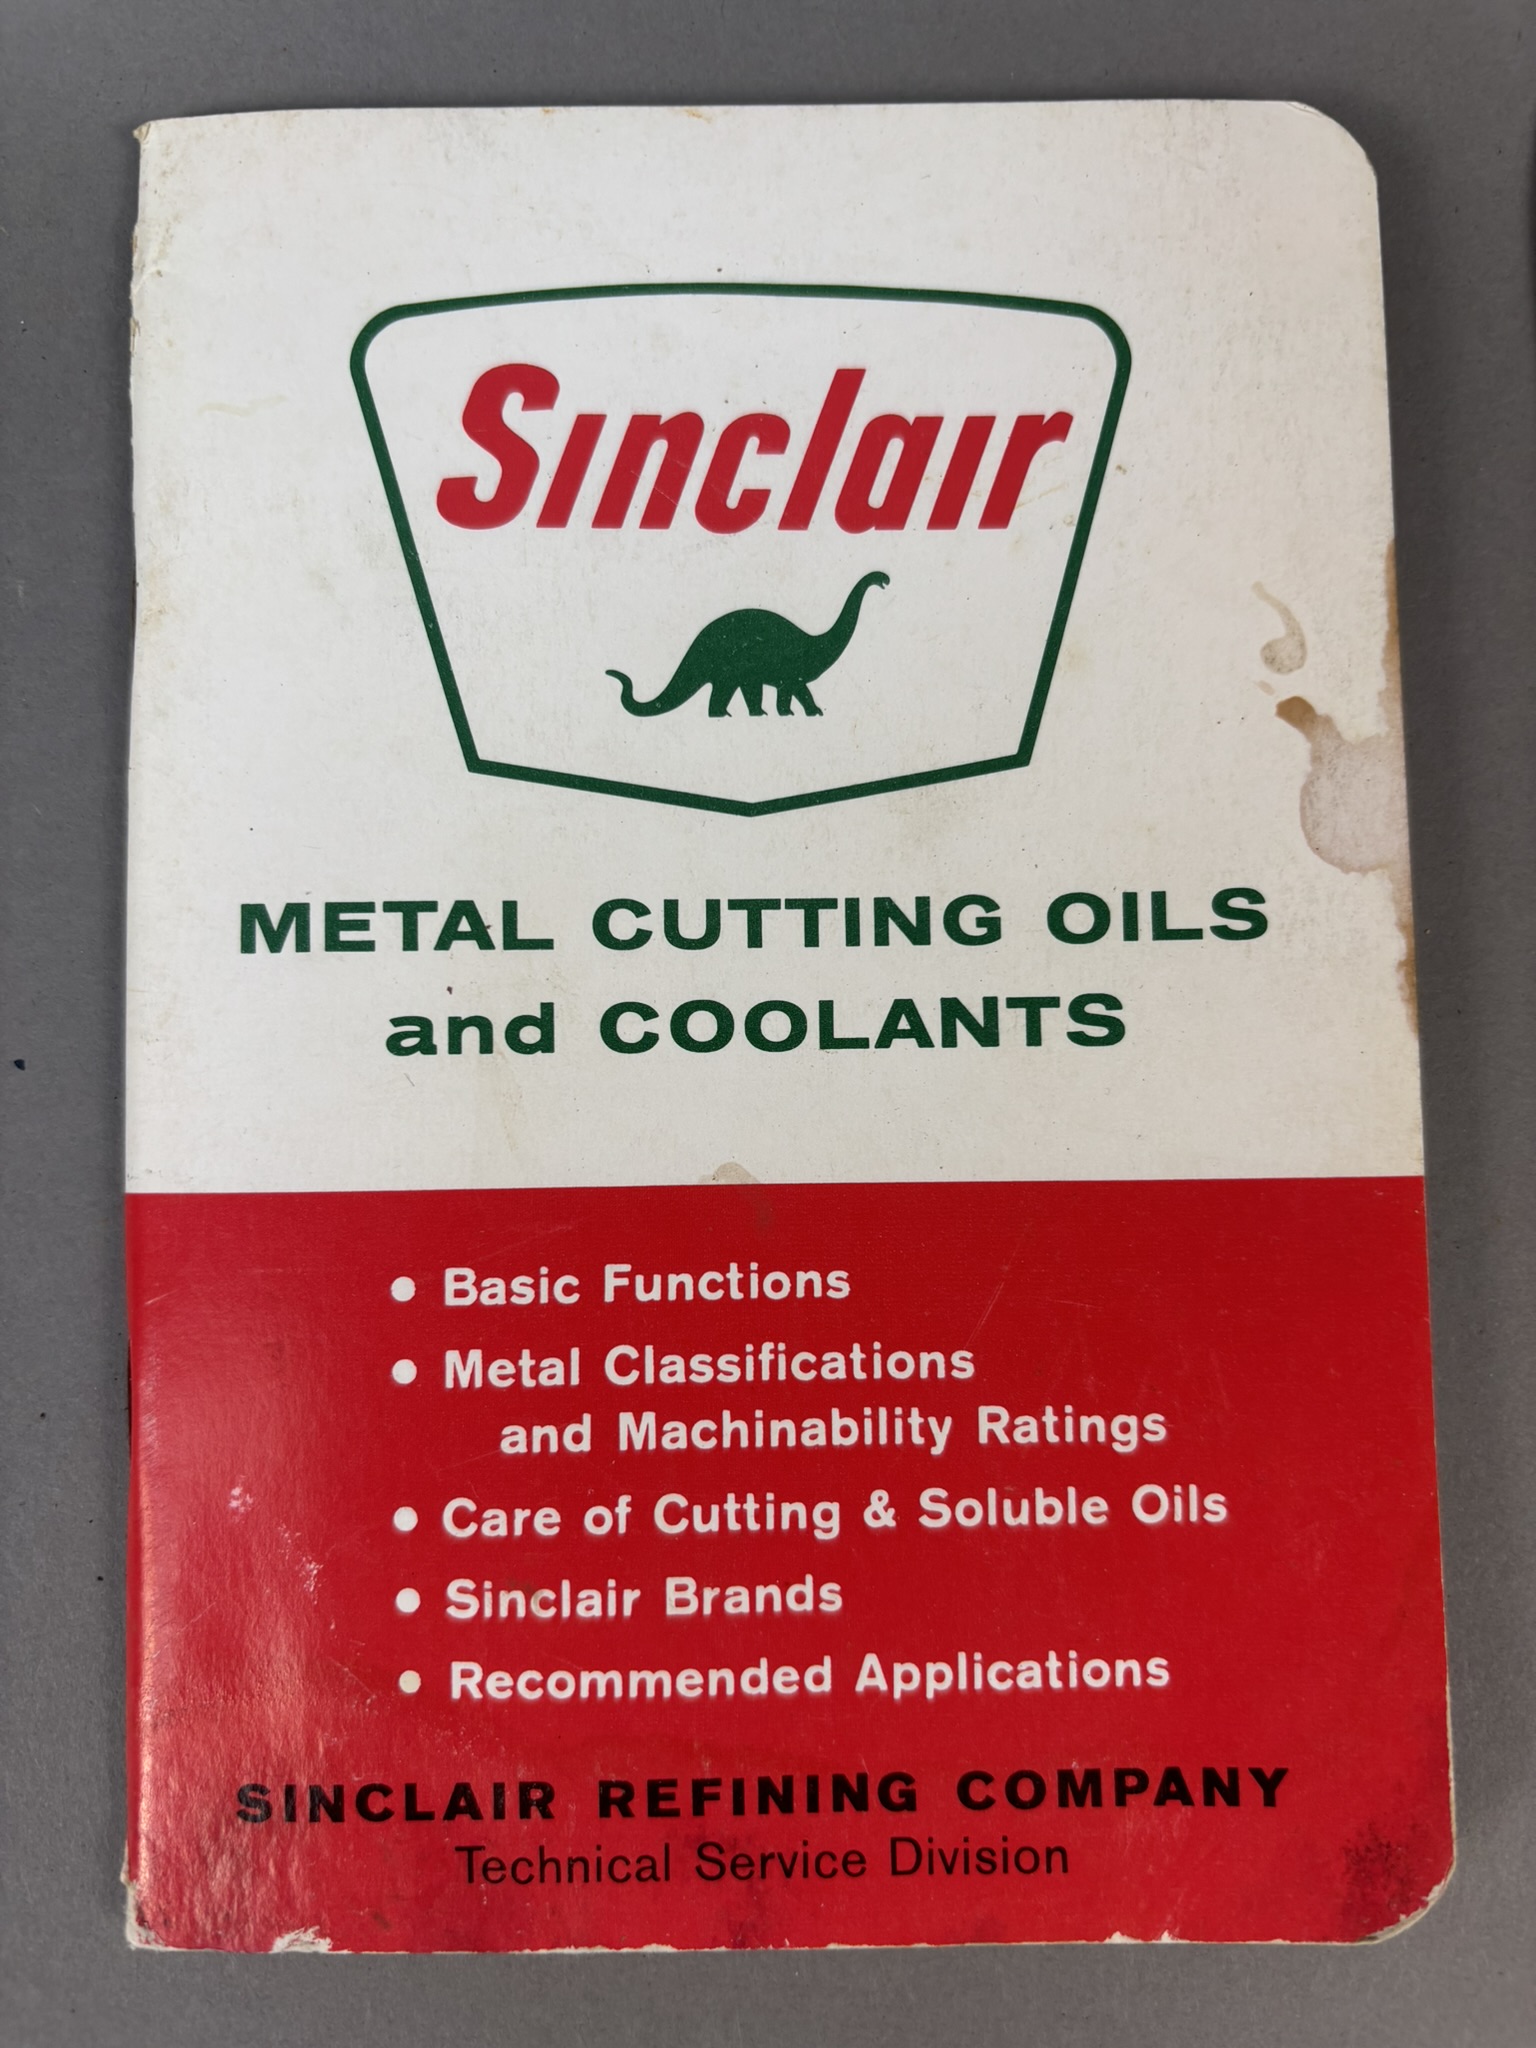 Sinclair
METAL CUTTING OILS
and COOLANTS
• Basic Functions
• Metal Classifications
and Machinability Ratings
• Care of Cutting & Soluble Oils
• Sinclair Brands
• Recommended Applications
SINCLAIR REFINING COMPANY
Technical Service Division